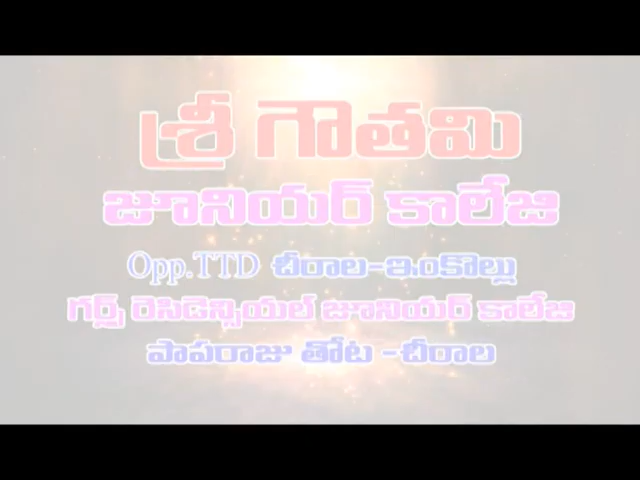 శ్రీ గౌతమి
జూనియర్ కాలేజి
Opp.TTD చీరాల-ఇంకొల్లు
గర్ల్స్ రెసిడెన్సియల్ జూనియర్ కాలేజి
పాపరాజు తోట -చీరాల